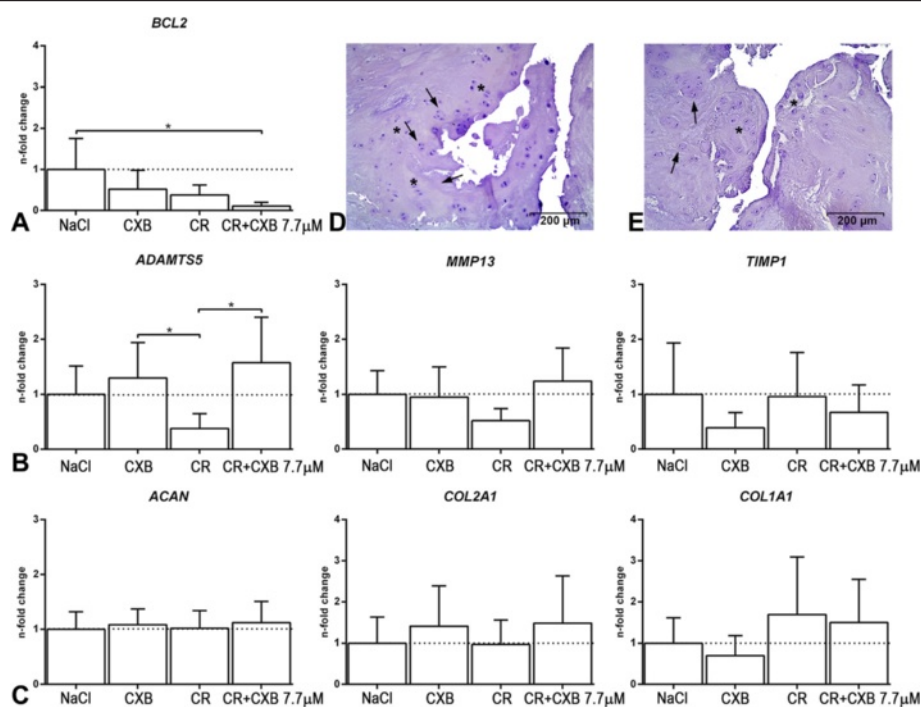 BCL2
n-fold change
4
3
2
1
0
*
NaCl CXB CR CR+CXB 7.7µM
A
* * *
200 µm
D
* *
200 µm
E
ADAMTS5
n-fold change
3
2
1
0
* *
NaCl CXB CR CR+CXB 7.7µM
B
MMP13
n-fold change
3
2
1
0
NaCl CXB CR CR+CXB 7.7µM
TIMP1
n-fold change
3
2
1
0
NaCl CXB CR CR+CXB 7.7µM
ACAN
n-fold change
3
2
1
0
NaCl CXB CR CR+CXB 7.7µM
C
COL2A1
n-fold change
4
3
2
1
0
NaCl CXB CR CR+CXB 7.7µM
COL1A1
n-fold change
4
3
2
1
0
NaCl CXB CR CR+CXB 7.7µM